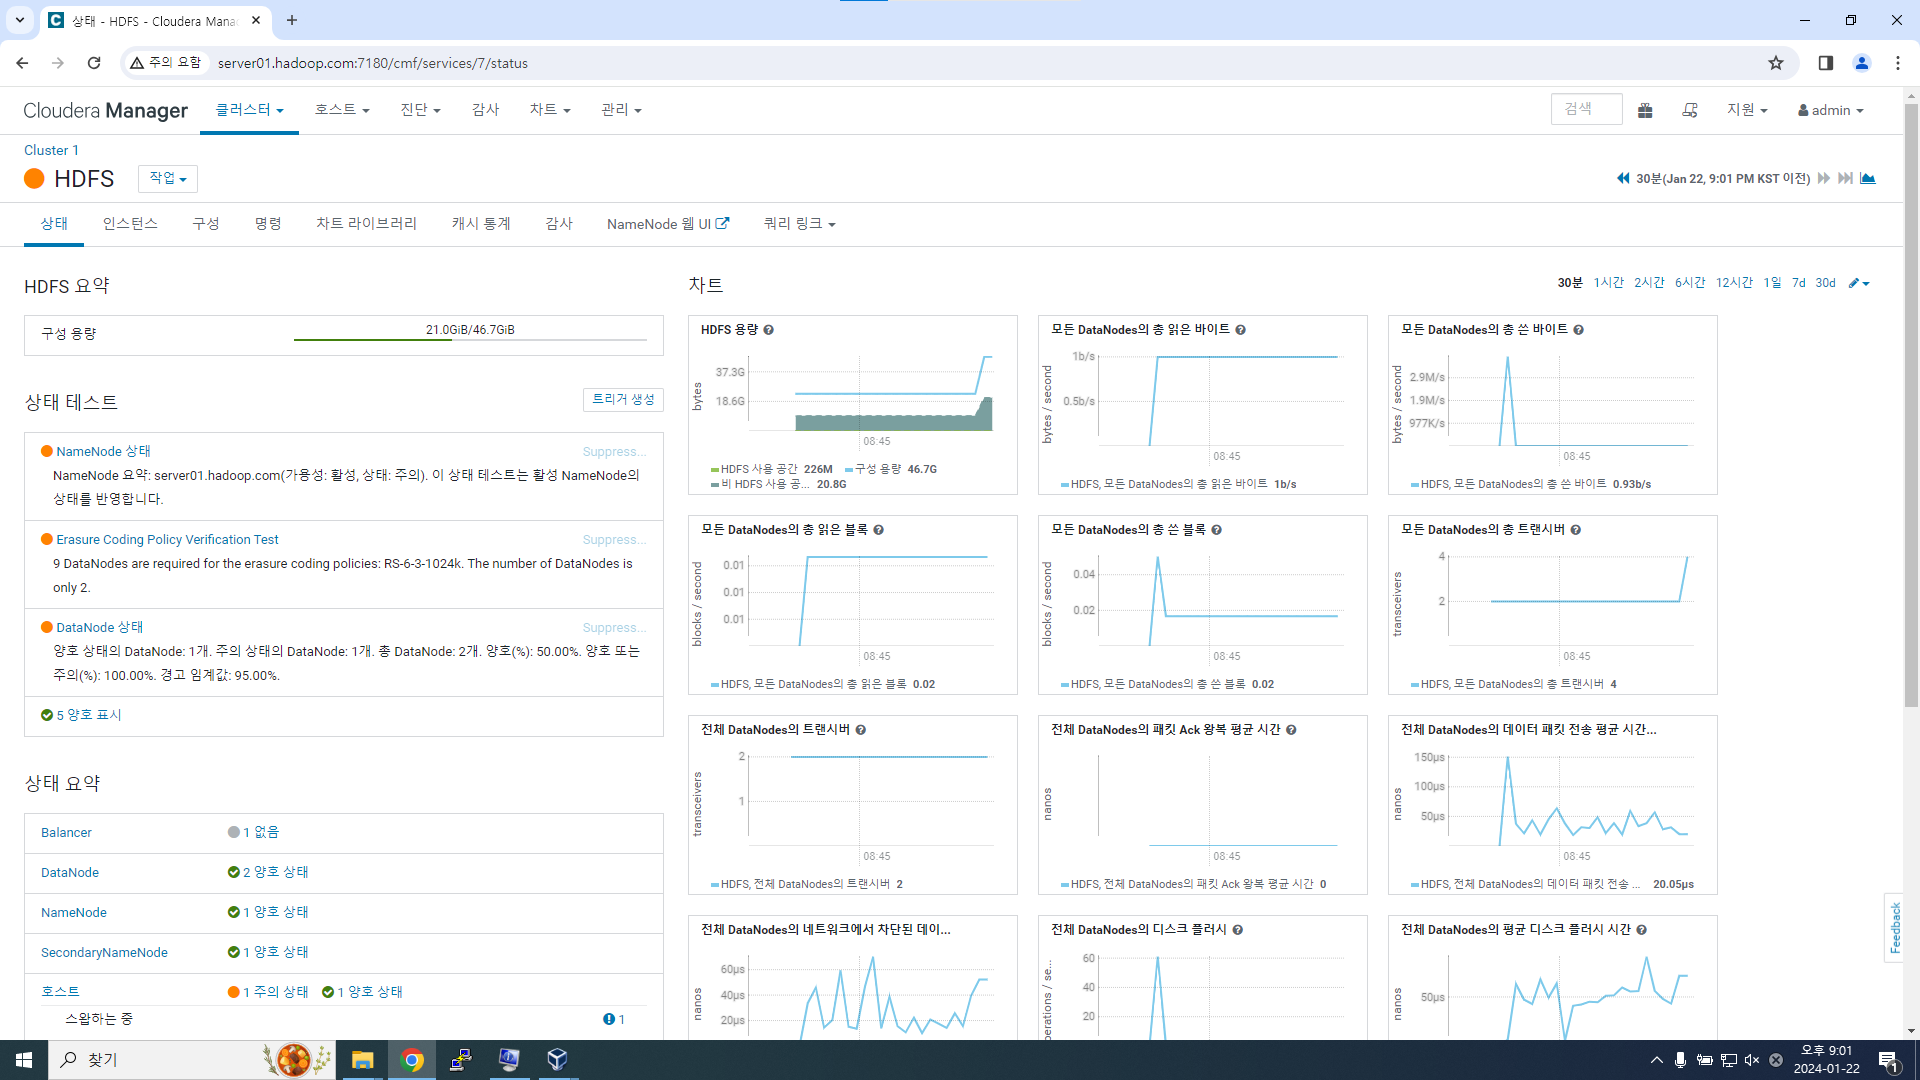 상태 - HDFS - Cloudera Mana
주의 요함
server01.hadoop.com:7180/cmf/services/7/status
Cloudera Manager
클러스터
호스트
진단
감사
차트
관리
검색
지원
admin
Cluster 1
HDFS
작업
30분(Jan 22, 9:01 PM KST 이전)
상태
인스턴스
구성
명령
차트 라이브러리
캐시 통계
감사
NameNode 웹 UI
쿼리 링크
HDFS 요약
구성 용량
21.0GiB/46.7GiB
상태 테스트
트리거 생성
NameNode 상태
Suppress...
NameNode 요약: server01.hadoop.com(가용성: 활성, 상태: 주의). 이 상태 테스트는 활성 NameNode의
상태를 반영합니다.
Erasure Coding Policy Verification Test
Suppress...
9 DataNodes are required for the erasure coding policies: RS-6-3-1024k. The number of DataNodes is
only 2.
DataNode 상태
Suppress...
양호 상태의 DataNode: 1개. 주의 상태의 DataNode: 1개. 총 DataNode: 2개. 양호(%): 50.00%. 양호 또는
주의(%): 100.00%. 경고 임계값: 95.00%.
5 양호 표시
상태 요약
Balancer
1 없음
DataNode
2 양호 상태
NameNode
1 양호 상태
SecondaryNameNode
1 양호 상태
호스트
1 주의 상태
1 양호 상태
스왑하는 중
1
차트
30분 1시간 2시간 6시간 12시간 1일 7d 30d
HDFS 용량
bytes
37.3G
18.6G
08:45
HDFS 사용 공간 226M
구성 용량 46.7G
비 HDFS 사용 공... 20.8G
모든 DataNodes의 총 읽은 바이트
bytes / second
1b/s
0.5b/s
08:45
HDFS, 모든 DataNodes의 총 읽은 바이트 1b/s
모든 DataNodes의 총 쓴 바이트
bytes / second
2.9M/s
1.9M/s
977K/s
08:45
HDFS, 모든 DataNodes의 총 쓴 바이트 0.93b/s
모든 DataNodes의 총 읽은 블록
blocks / second
0.01
0.01
0.01
08:45
HDFS, 모든 DataNodes의 총 읽은 블록 0.02
모든 DataNodes의 총 쓴 블록
blocks / second
0.04
0.02
08:45
HDFS, 모든 DataNodes의 총 쓴 블록 0.02
모든 DataNodes의 총 트랜시버
transceivers
4
2
08:45
HDFS, 모든 DataNodes의 총 트랜시버 4
전체 DataNodes의 트랜시버
transceivers
2
1
08:45
HDFS, 전체 DataNodes의 트랜시버 2
전체 DataNodes의 패킷 Ack 왕복 평균 시간
nanos
08:45
HDFS, 전체 DataNodes의 패킷 Ack 왕복 평균 시간 0
전체 DataNodes의 데이터 패킷 전송 평균 시간...
nanos
150μs
100μs
50μs
08:45
HDFS, 전체 DataNodes의 데이터 패킷 전송 ... 20.05μs
전체 DataNodes의 네트워크에서 차단된 데이...
nanos
60μs
40μs
20μs
전체 DataNodes의 디스크 플러시
operations / se...
60
40
20
전체 DataNodes의 평균 디스크 플러시 시간
nanos
50μs
Feedback
찾기
오후 9:01
2024-01-22
1